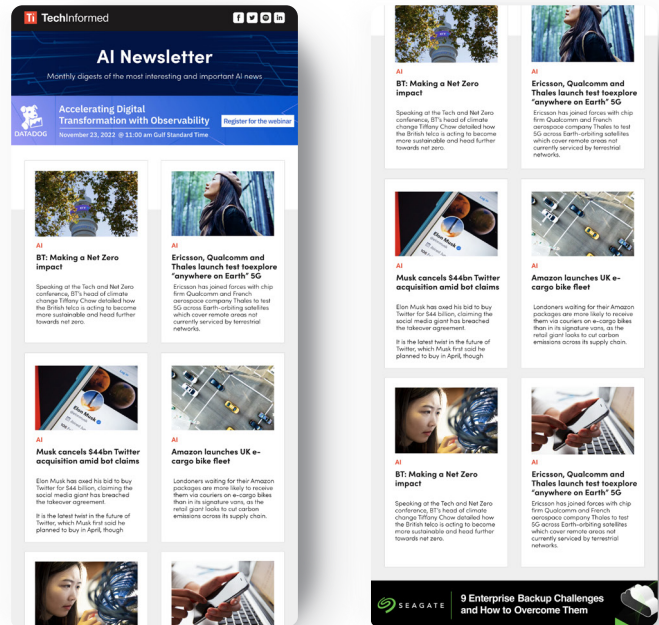 Ti TechInformed
AI Newsletter
Monthly digests of the most interesting and important AI news
DATADOG
Accelerating Digital
Transformation with Observability
November 23, 2022 @ 11:00 am Gulf Standard Time
Register for the webinar
AI
BT: Making a Net Zero
impact
Speaking at the Tech and Net Zero
conference, BT's head of climate
change Tiffany Chow detailed how
the British telco is acting to become
more sustainable and head further
towards net zero.
AI
Ericsson, Qualcomm and
Thales launch test toexplore
"anywhere on Earth" 5G
Ericsson has joined forces with chip
firm Qualcomm and French
aerospace company Thales to test
5G across Earth-orbiting satellites
which cover remote areas not
currently serviced by terrestrial
networks.
Elon Musk
AI
Musk cancels $44bn Twitter
acquisition amid bot claims
Elon Musk has axed his bid to buy
Twitter for $44 billion, claiming the
social media giant has breached
the takeover agreement.
It is the latest twist in the future of
Twitter, which Musk first said he
planned to buy in April, though
AI
Amazon launches UK e-
cargo bike fleet
Londoners waiting for their Amazon
packages are more likely to receive
them via couriers on e-cargo bikes
than in its signature vans, as the
retail giant looks to cut carbon
emissions across its supply chain.
AI
BT: Making a Net Zero
impact
Speaking at the Tech and Net Zero
conference, BT's head of climate
change Tiffany Chow detailed how
the British telco is acting to become
more sustainable and head further
towards net zero.
AI
Ericsson, Qualcomm and
Thales launch test toexplore
"anywhere on Earth" 5G
Ericsson has joined forces with chip
firm Qualcomm and French
aerospace company Thales to test
5G across Earth-orbiting satellites
which cover remote areas not
currently serviced by terrestrial
networks.
Elon Musk
AI
Musk cancels $44bn Twitter
acquisition amid bot claims
Elon Musk has axed his bid to buy
Twitter for $44 billion, claiming the
social media giant has breached
the takeover agreement.
It is the latest twist in the future of
Twitter, which Musk first said he
planned to buy in April, though
AI
Amazon launches UK e-
cargo bike fleet
Londoners waiting for their Amazon
packages are more likely to receive
them via couriers on e-cargo bikes
than in its signature vans, as the
retail giant looks to cut carbon
emissions across its supply chain.
AI
BT: Making a Net Zero
impact
Speaking at the Tech and Net Zero
conference, BT's head of climate
change Tiffany Chow detailed how
the British telco is acting to become
more sustainable and head further
towards net zero.
AI
Ericsson, Qualcomm and
Thales launch test toexplore
"anywhere on Earth" 5G
Ericsson has joined forces with chip
firm Qualcomm and French
aerospace company Thales to test
5G across Earth-orbiting satellites
which cover remote areas not
currently serviced by terrestrial
networks.
SEAGATE
9 Enterprise Backup Challenges
and How to Overcome Them